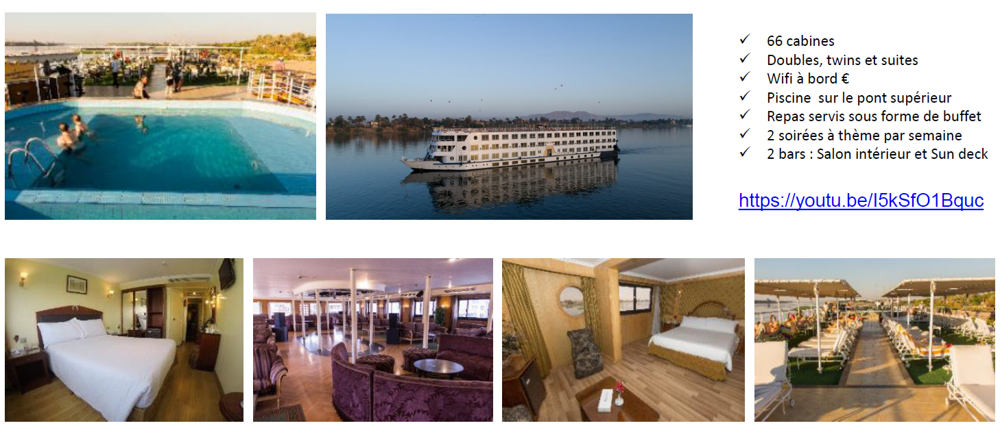 ✓ 66 cabines
✓ Doubles, twins et suites
✓ Wifi à bord €
✓ Piscine  sur le pont supérieur
✓ Repas servis sous forme de buffet
✓ 2 soirées à thème par semaine
✓ 2 bars : Salon intérieur et Sun deck
https://youtu.be/I5kSfO1Bquc